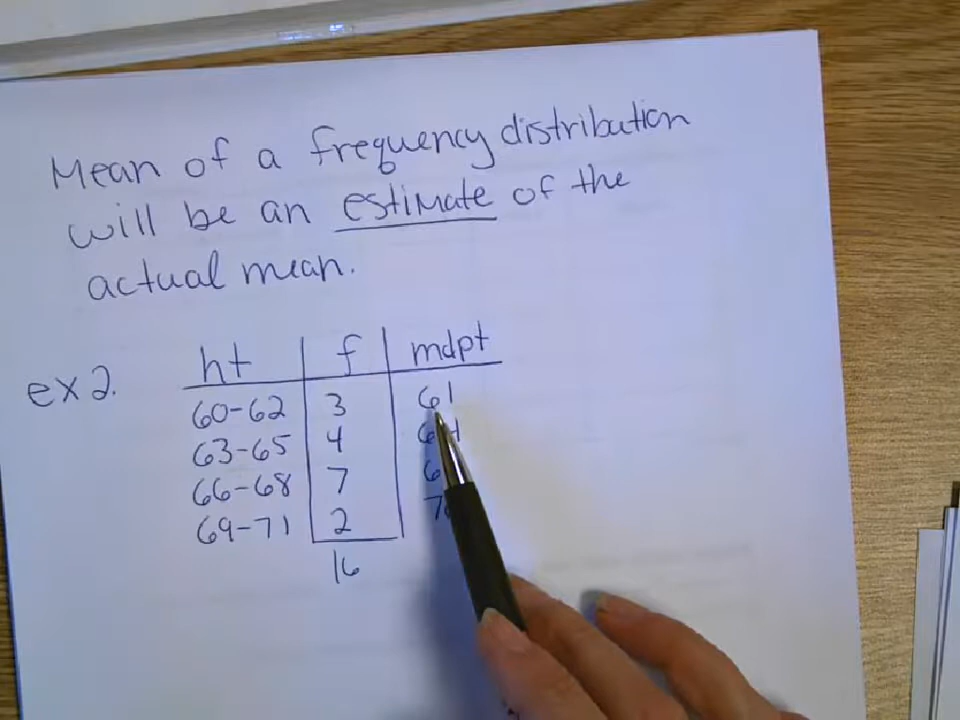 Mean of a frequency distribution
will be an estimate of the
actual mean.
ex 2. ht f mdpt
60-62 3 61
63-65 4
66-68 7
69-71 2
16